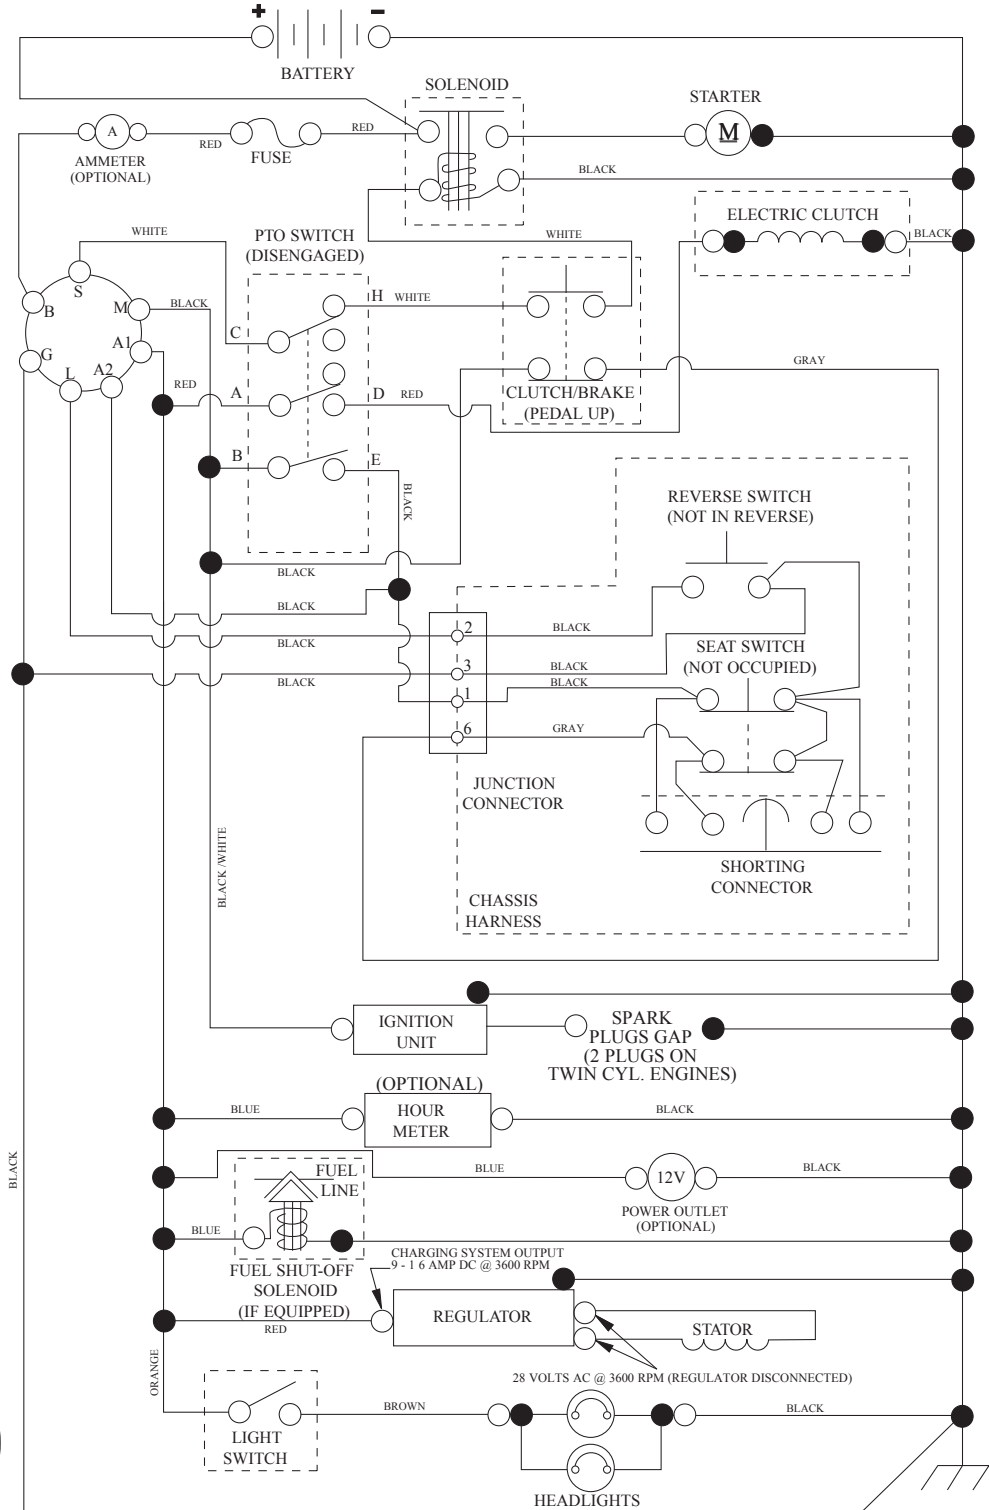 +
-
BATTERY
SOLENOID
STARTER
M
A
AMMETER
(OPTIONAL)
RED
FUSE
RED
BLACK
ELECTRIC CLUTCH
BLACK
WHITE
PTO SWITCH
(DISENGAGED)
WHITE
S
B
M
BLACK
H
WHITE
C
G
A1
L
A2
RED
A
D
RED
GRAY
CLUTCH/BRAKE
(PEDAL UP)
B
E
BLACK
REVERSE SWITCH
(NOT IN REVERSE)
BLACK
BLACK
BLACK
2
BLACK
SEAT SWITCH
(NOT OCCUPIED)
3
BLACK
BLACK
BLACK
1
6
GRAY
JUNCTION
CONNECTOR
SHORTING
CONNECTOR
BLACK /WHITE
CHASSIS
HARNESS
IGNITION
UNIT
SPARK
PLUGS GAP
(2 PLUGS ON
TWIN CYL. ENGINES)
(OPTIONAL)
HOUR
METER
BLUE
BLACK
BLACK
FUEL
LINE
BLUE
12V
BLACK
POWER OUTLET
(OPTIONAL)
BLUE
FUEL SHUT-OFF
SOLENOID
(IF EQUIPPED)
CHARGING SYSTEM OUTPUT
9 - 1 6 AMP DC @ 3600 RPM
RED
REGULATOR
STATOR
28 VOLTS AC @ 3600 RPM (REGULATOR DISCONNECTED)
ORANGE
BROWN
BLACK
LIGHT
SWITCH
HEADLIGHTS